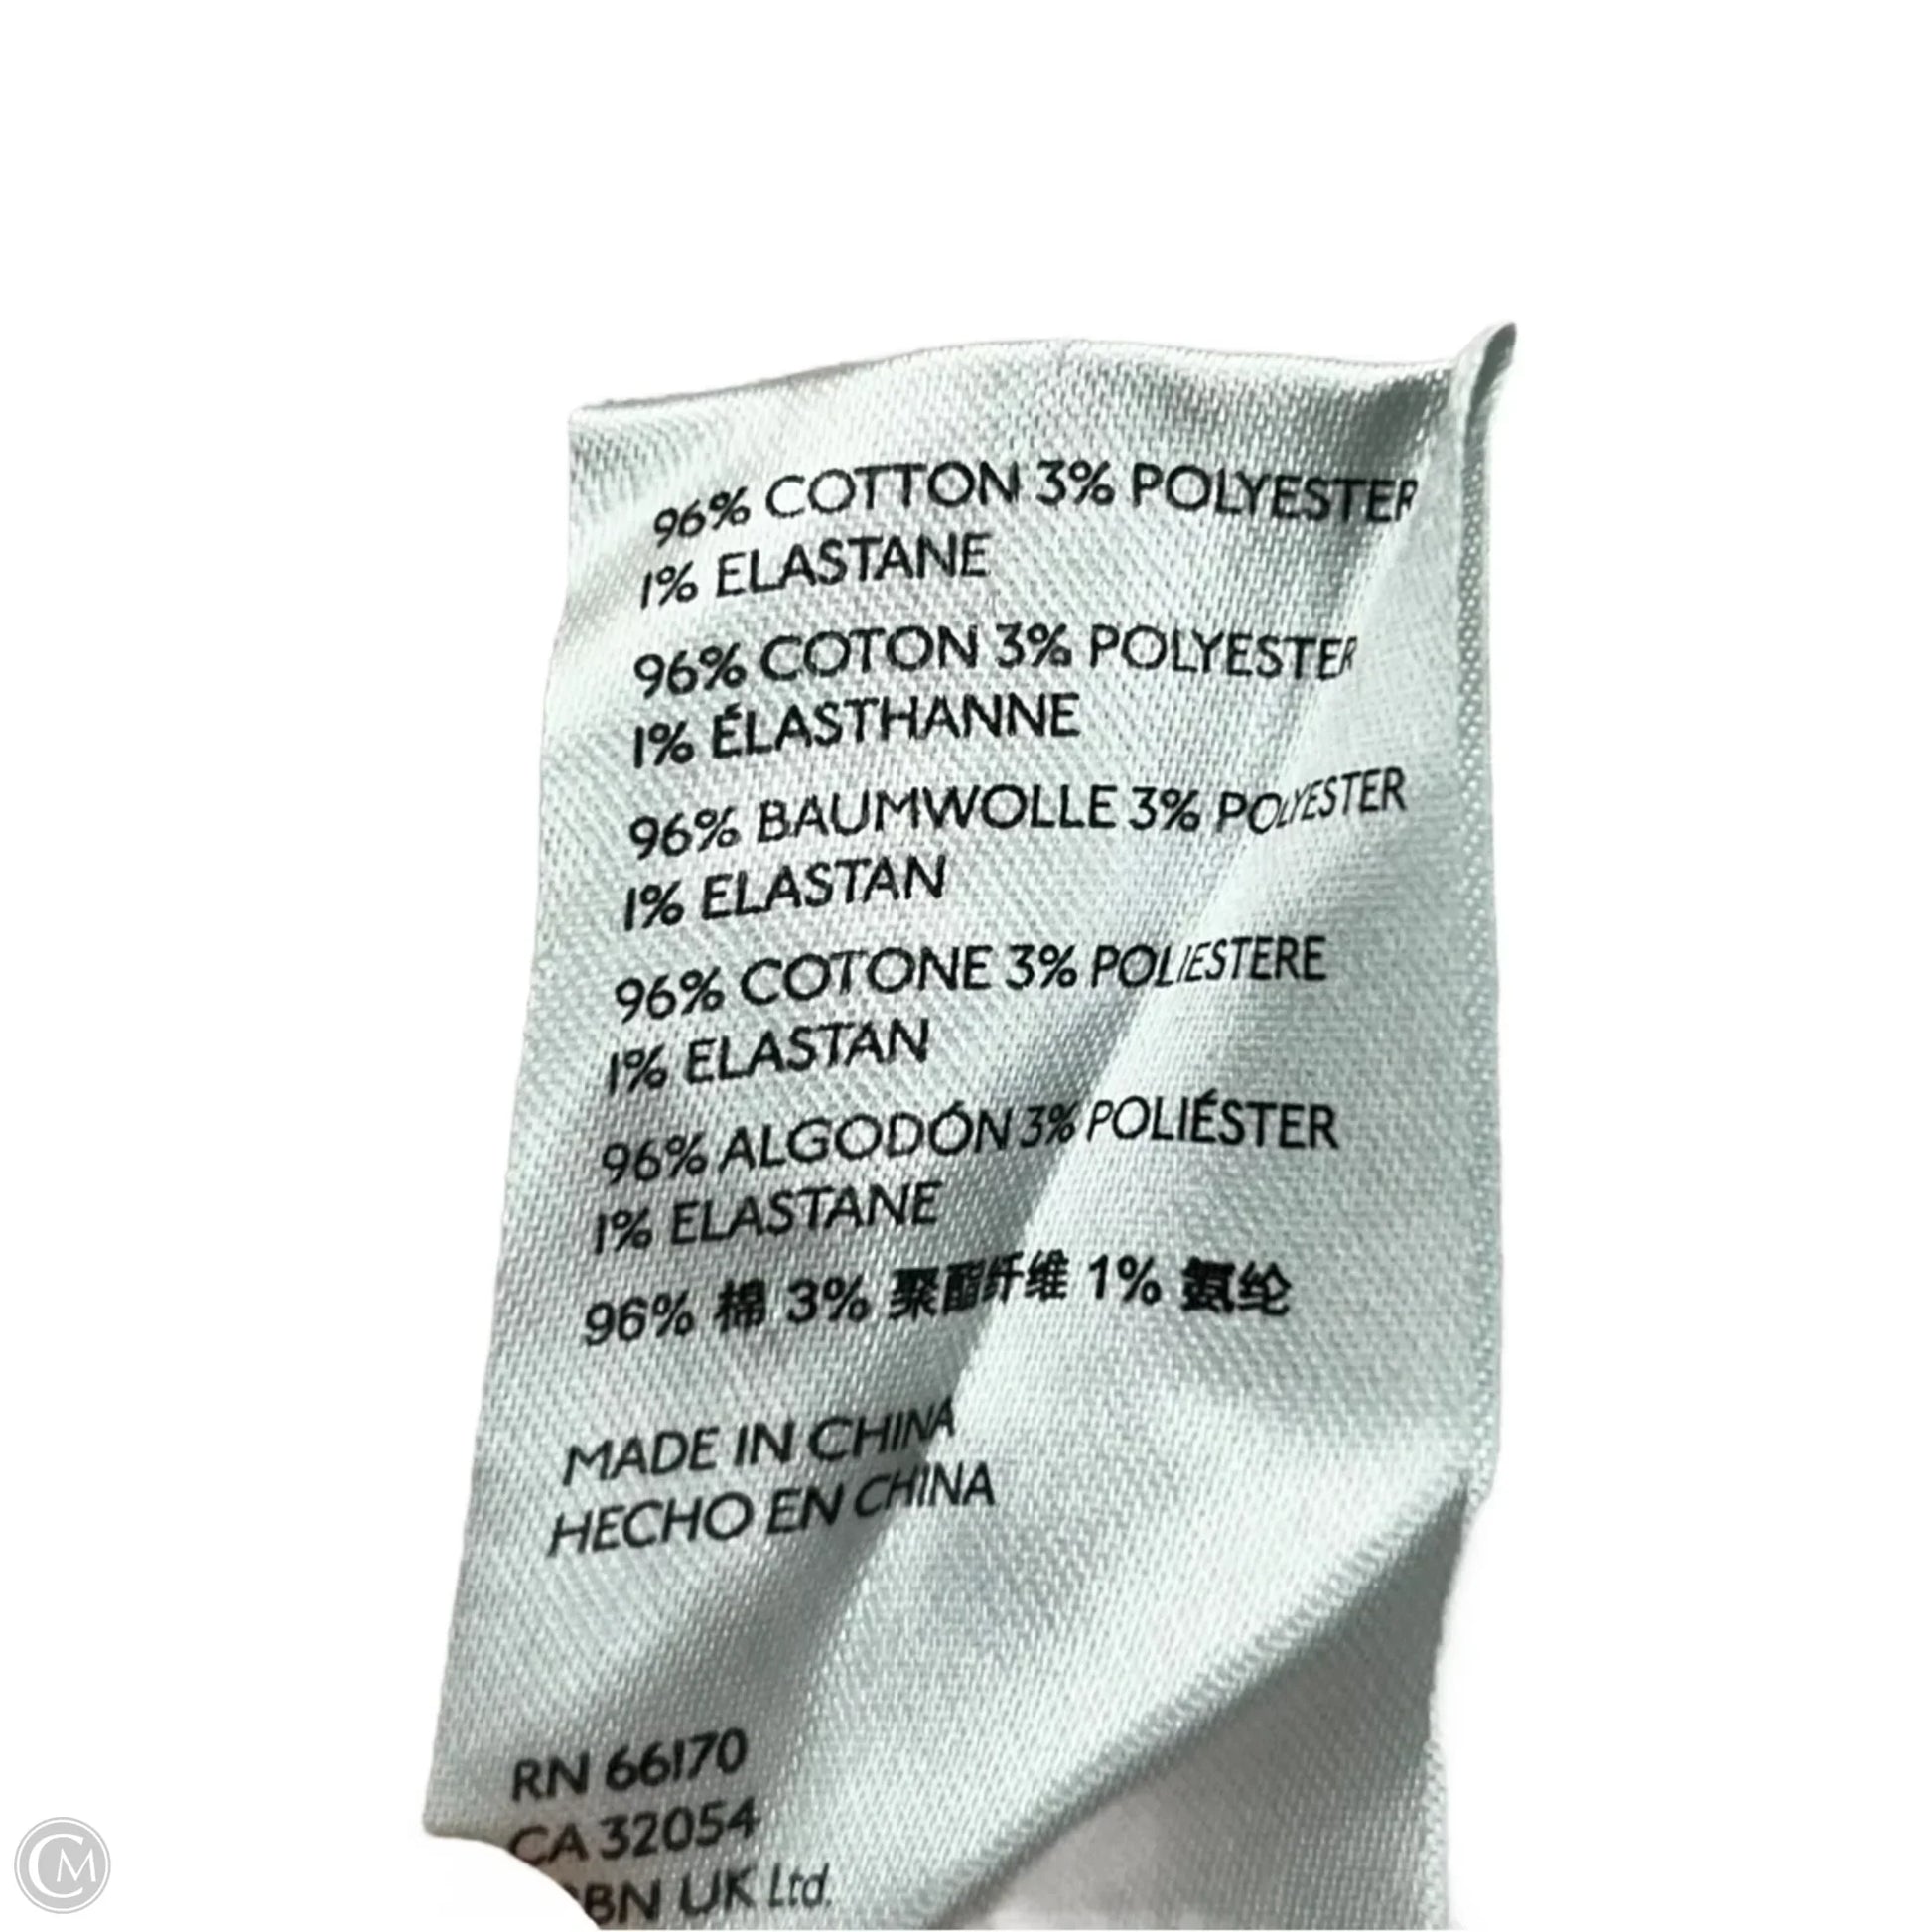 96% COTTON 3% POLYESTER
1% ELASTANE
96% COTON 3% POLYESTER
1% ÉLASTHANNE
96% BAUMWOLLE 3% POLYESTER
1% ELASTAN
96% COTONE 3% POLIESTERE
1% ELASTAN
96% ALGODÓN 3% POLIÉSTER
1% ELASTANE
96% 棉 3% 聚酯纤维 1% 氨纶
MADE IN CHINA
HECHO EN CHINA
RN 66170
CA 32054
UK Ltd.
CM